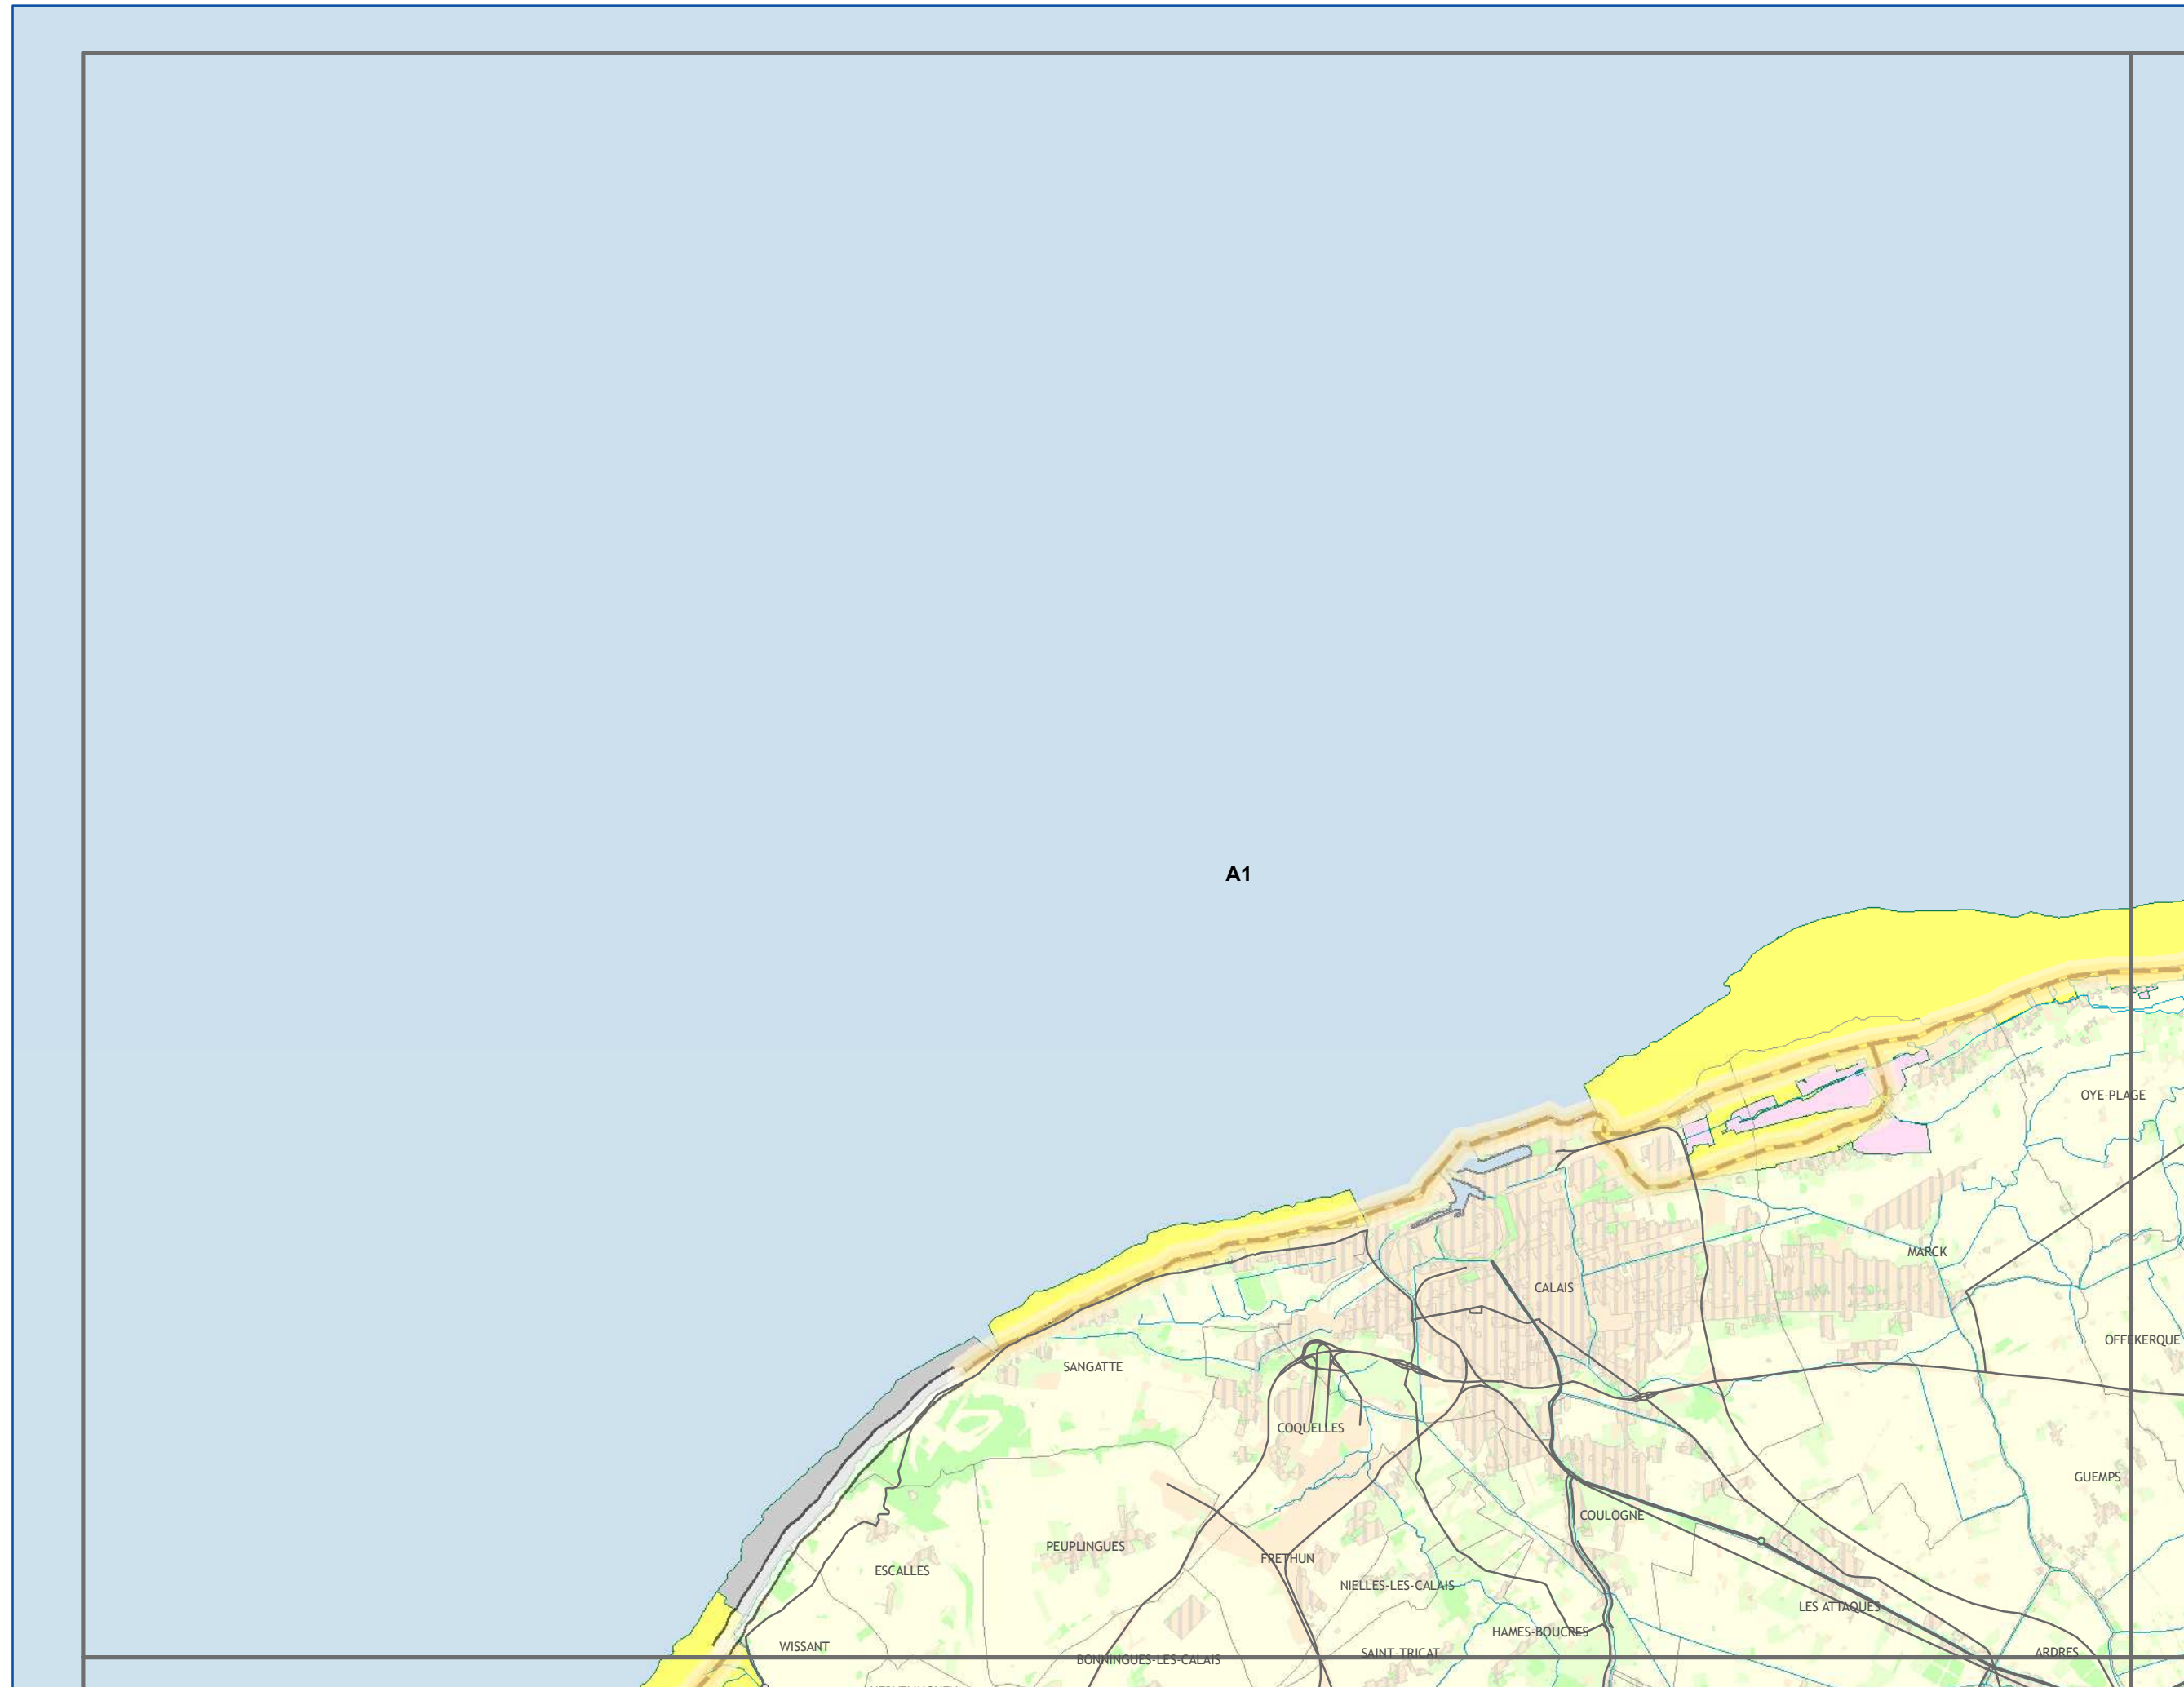 A1
OYE-PLAGE
MARCK
CALAIS
OFFEKERQUE
SANGATTE
COQUELLES
GUEMPS
COULOGNE
PEUPLINGUES
FRETHUN
ESCALLES
NIELLES-LES-CALAIS
LES ATTAQUES
HAMES-BOUCRES
WISSANT
SAINT-TRICAT
ARDRES
BONNINGUES-LES-CALAIS